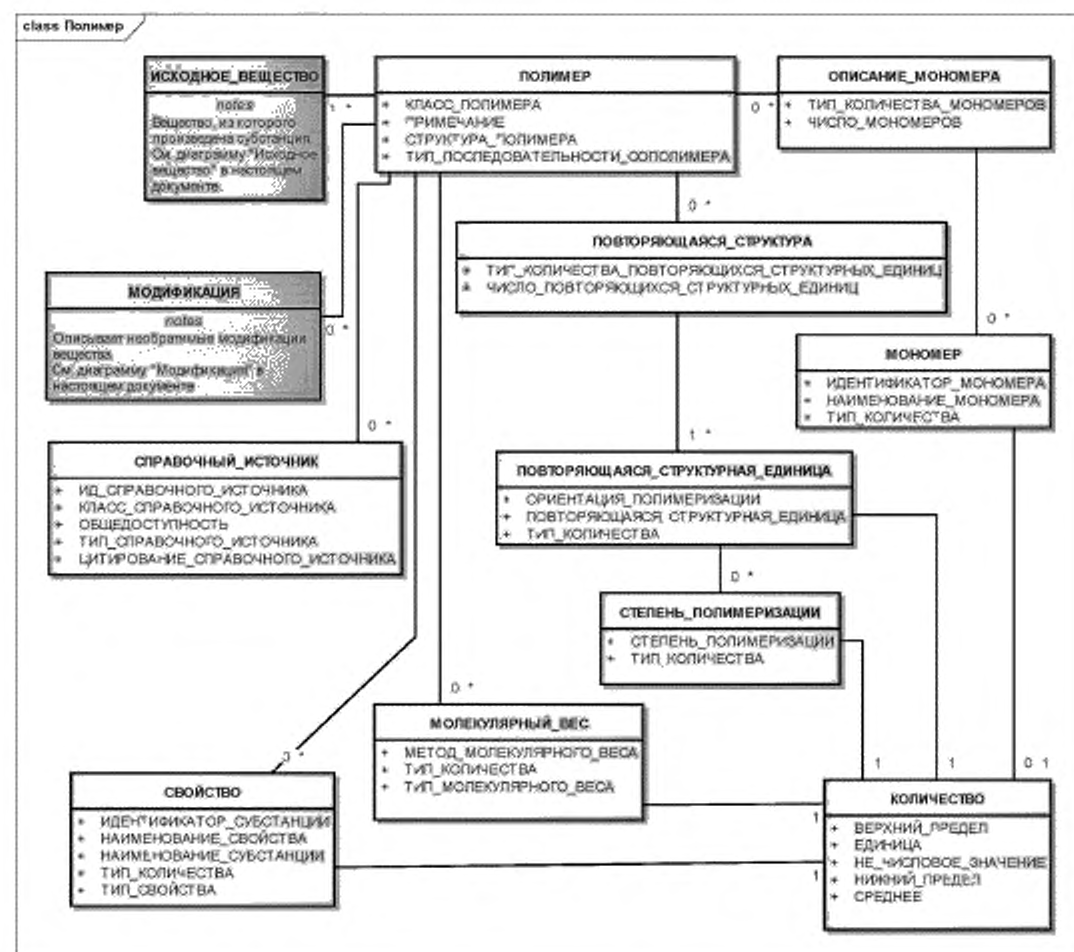 class Полимер
ИСХОДНОЕ_ВЕЩЕСТВО
notes
Вещество, из которого
произведена субстанция
См. диаграмму "Исходное
вещество" в настоящем
документе.
1 *
ПОЛИМЕР
+ КЛАСС_ПОЛИМЕРА
+ ПРИМЕЧАНИЕ
+ СТРУКТУРА_ПОЛИМЕРА
+ ТИП_ПОСЛЕДОВАТЕЛЬНОСТИ_СОПОЛИМЕРА
0 *
ОПИСАНИЕ_МОНОМЕРА
+ ТИП_КОЛИЧЕСТВА_МОНОМЕРОВ
+ ЧИСЛО_МОНОМЕРОВ
0 *
ПОВТОРЯЮЩАЯСЯ_СТРУКТУРА
+ ТИП_КОЛИЧЕСТВА_ПОВТОРЯЮЩИХСЯ_СТРУКТУРНЫХ_ЕДИНИЦ
+ ЧИСЛО_ПОВТОРЯЮЩИХСЯ_СТРУКТУРНЫХ_ЕДИНИЦ
МОДИФИКАЦИЯ
notes
Описывает необратимые модификации
вещества
См. диаграмму "Модификация" в
настоящем документе
0 *
0 *
МОНОМЕР
+ ИДЕНТИФИКАТОР_МОНОМЕРА
+ НАИМЕНОВАНИЕ_МОНОМЕРА
+ ТИП_КОЛИЧЕСТВА
0 *
СПРАВОЧНЫЙ_ИСТОЧНИК
+ ИД_СПРАВОЧНОГО_ИСТОЧНИКА
+ КЛАСС_СПРАВОЧНОГО_ИСТОЧНИКА
+ ОБЩЕДОСТУПНОСТЬ
+ ТИП_СПРАВОЧНОГО_ИСТОЧНИКА
+ ЦИТИРОВАНИЕ_СПРАВОЧНОГО_ИСТОЧНИКА
1 *
ПОВТОРЯЮЩАЯСЯ_СТРУКТУРНАЯ_ЕДИНИЦА
+ ОРИЕНТАЦИЯ_ПОЛИМЕРИЗАЦИИ
+ ПОВТОРЯЮЩАЯСЯ_СТРУКТУРНАЯ_ЕДИНИЦА
+ ТИП_КОЛИЧЕСТВА
0 *
СТЕПЕНЬ_ПОЛИМЕРИЗАЦИИ
+ СТЕПЕНЬ_ПОЛИМЕРИЗАЦИИ
+ ТИП_КОЛИЧЕСТВА
0 *
МОЛЕКУЛЯРНЫЙ_ВЕС
+ МЕТОД_МОЛЕКУЛЯРНОГО_ВЕСА
+ ТИП_КОЛИЧЕСТВА
+ ТИП_МОЛЕКУЛЯРНОГО_ВЕСА
0 *
СВОЙСТВО
+ ИДЕНТИФИКАТОР_СУБСТАНЦИИ
+ НАИМЕНОВАНИЕ_СВОЙСТВА
+ НАИМЕНОВАНИЕ_СУБСТАНЦИИ
+ ТИП_КОЛИЧЕСТВА
+ ТИП_СВОЙСТВА
1
1
0 1
1
1
КОЛИЧЕСТВО
+ ВЕРХНИЙ_ПРЕДЕЛ
+ ЕДИНИЦА
+ НЕ_ЧИСЛОВОЕ_ЗНАЧЕНИЕ
+ НИЖНИЙ_ПРЕДЕЛ
+ СРЕДНЕЕ